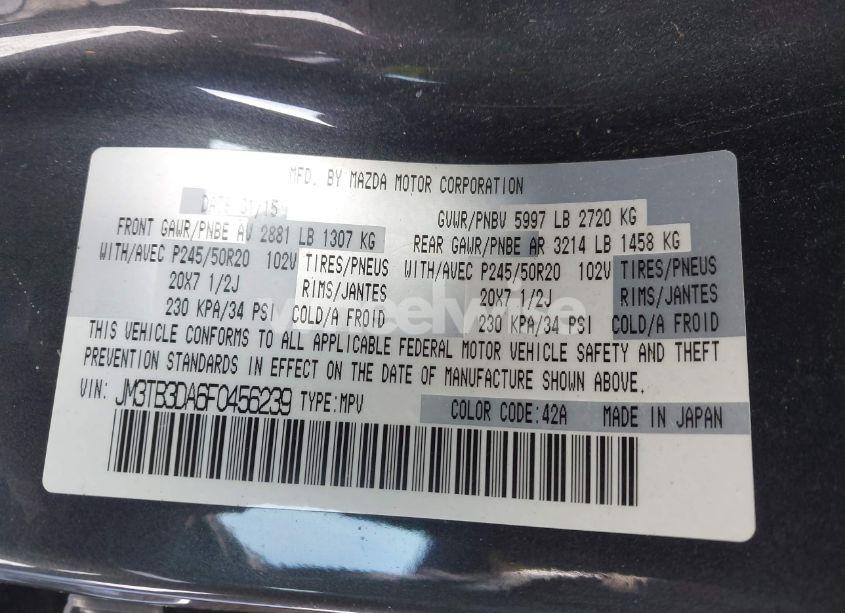 MFD. BY MAZDA MOTOR CORPORATION
DATE 01/15
GVWR/PNBV 5997 LB 2720 KG
FRONT GAWR/PNBE AV 2881 LB 1307 KG
REAR GAWR/PNBE AR 3214 LB 1458 KG
WITH/AVEC P245/50R20 102V TIRES/PNEUS WITH/AVEC P245/50R20 102V TIRES/PNEUS
20X7 1/2J RIMS/JANTES 20X7 1/2J RIMS/JANTES
230 KPA/34 PSI COLD/A FROID 230 KPA/34 PSI COLD/A FROID
wheelwise
THIS VEHICLE CONFORMS TO ALL APPLICABLE FEDERAL MOTOR VEHICLE SAFETY AND THEFT
PREVENTION STANDARDS IN EFFECT ON THE DATE OF MANUFACTURE SHOWN ABOVE.
VIN: JM3TB3DA6F0456239 TYPE:MPV COLOR CODE:42A MADE IN JAPAN